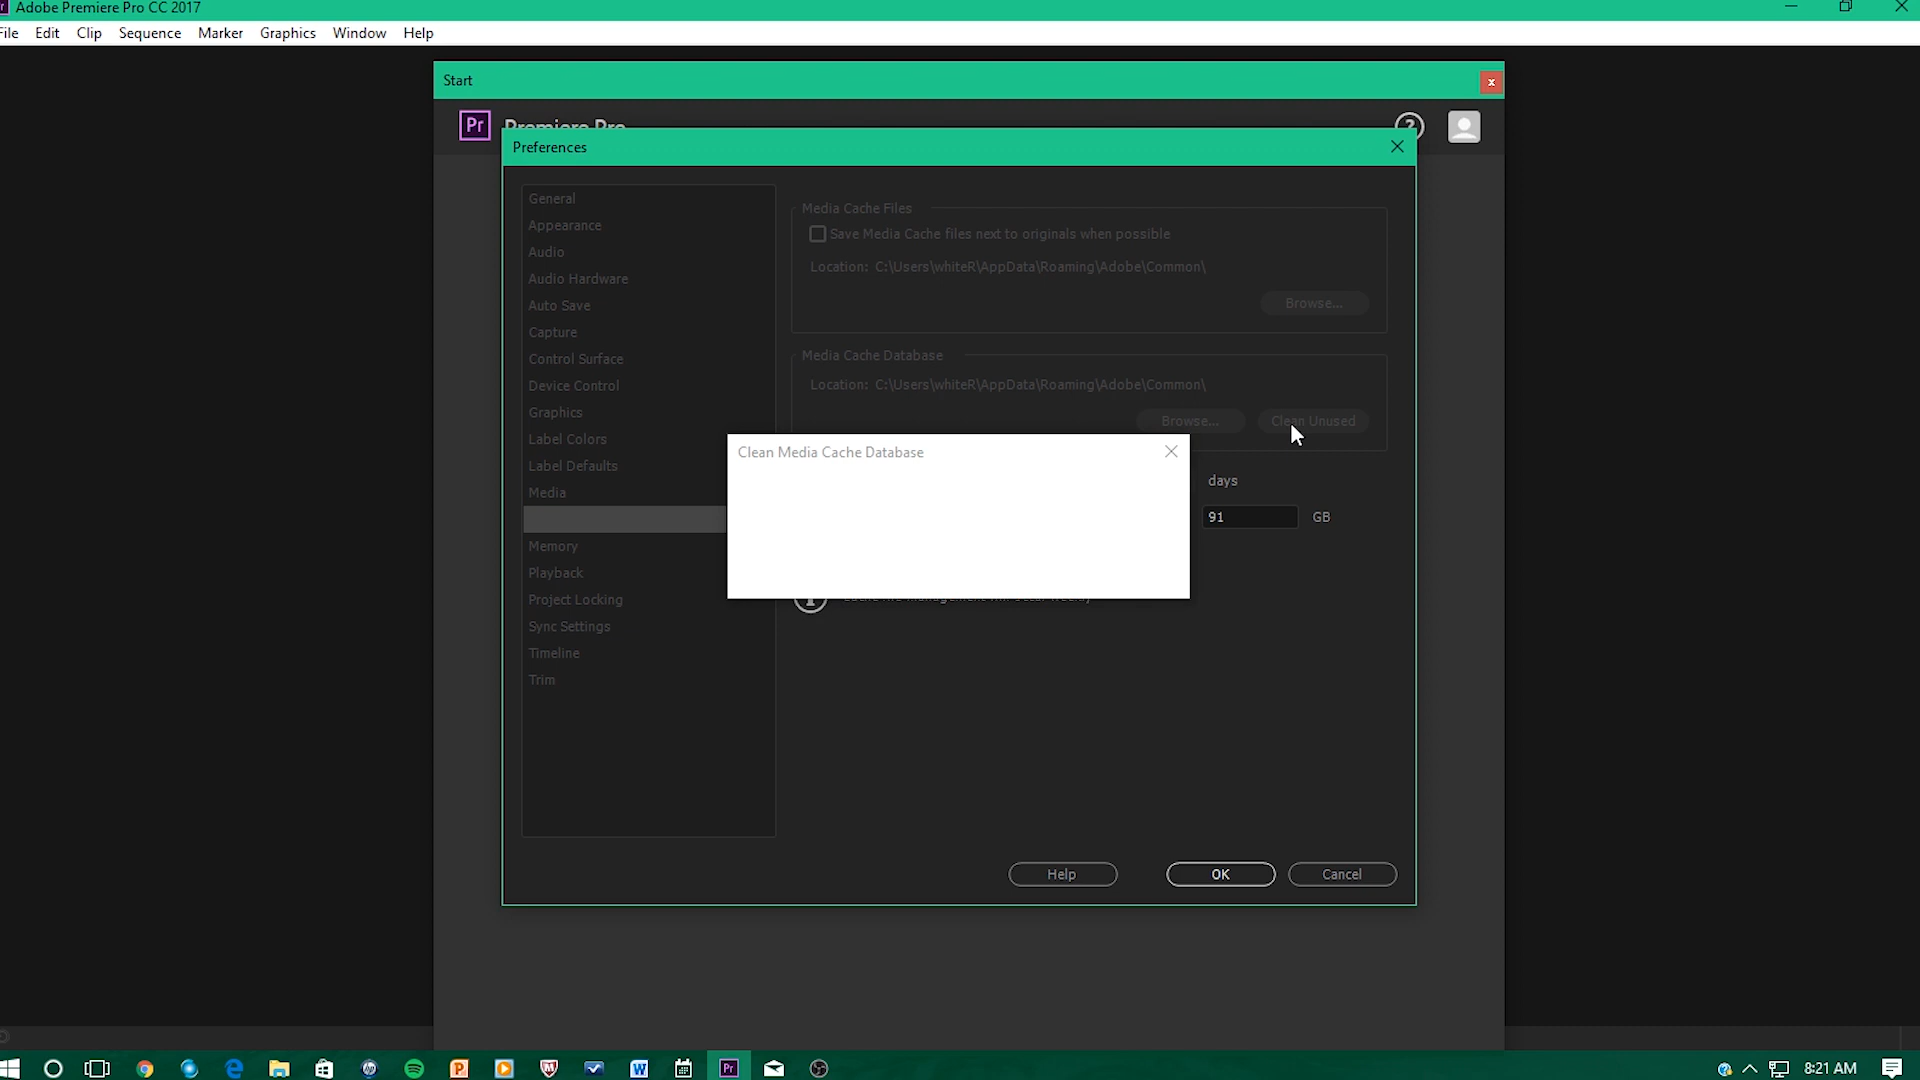 Adobe Premiere Pro CC 2017
File Edit Clip Sequence Marker Graphics Window Help
Start
Pr Premiere Pro
Preferences
General
Appearance
Audio
Audio Hardware
Auto Save
Capture
Control Surface
Device Control
Graphics
Label Colors
Label Defaults
Media
Memory
Playback
Project Locking
Sync Settings
Timeline
Trim
Media Cache Files
Save Media Cache files next to originals when possible
Location: C:\Users\whiteR\AppData\Roaming\Adobe\Common\
Browse...
Media Cache Database
Location: C:\Users\whiteR\AppData\Roaming\Adobe\Common\
Browse... Clean Unused
Clean Media Cache Database
days
91 GB
Help OK Cancel
8:21 AM